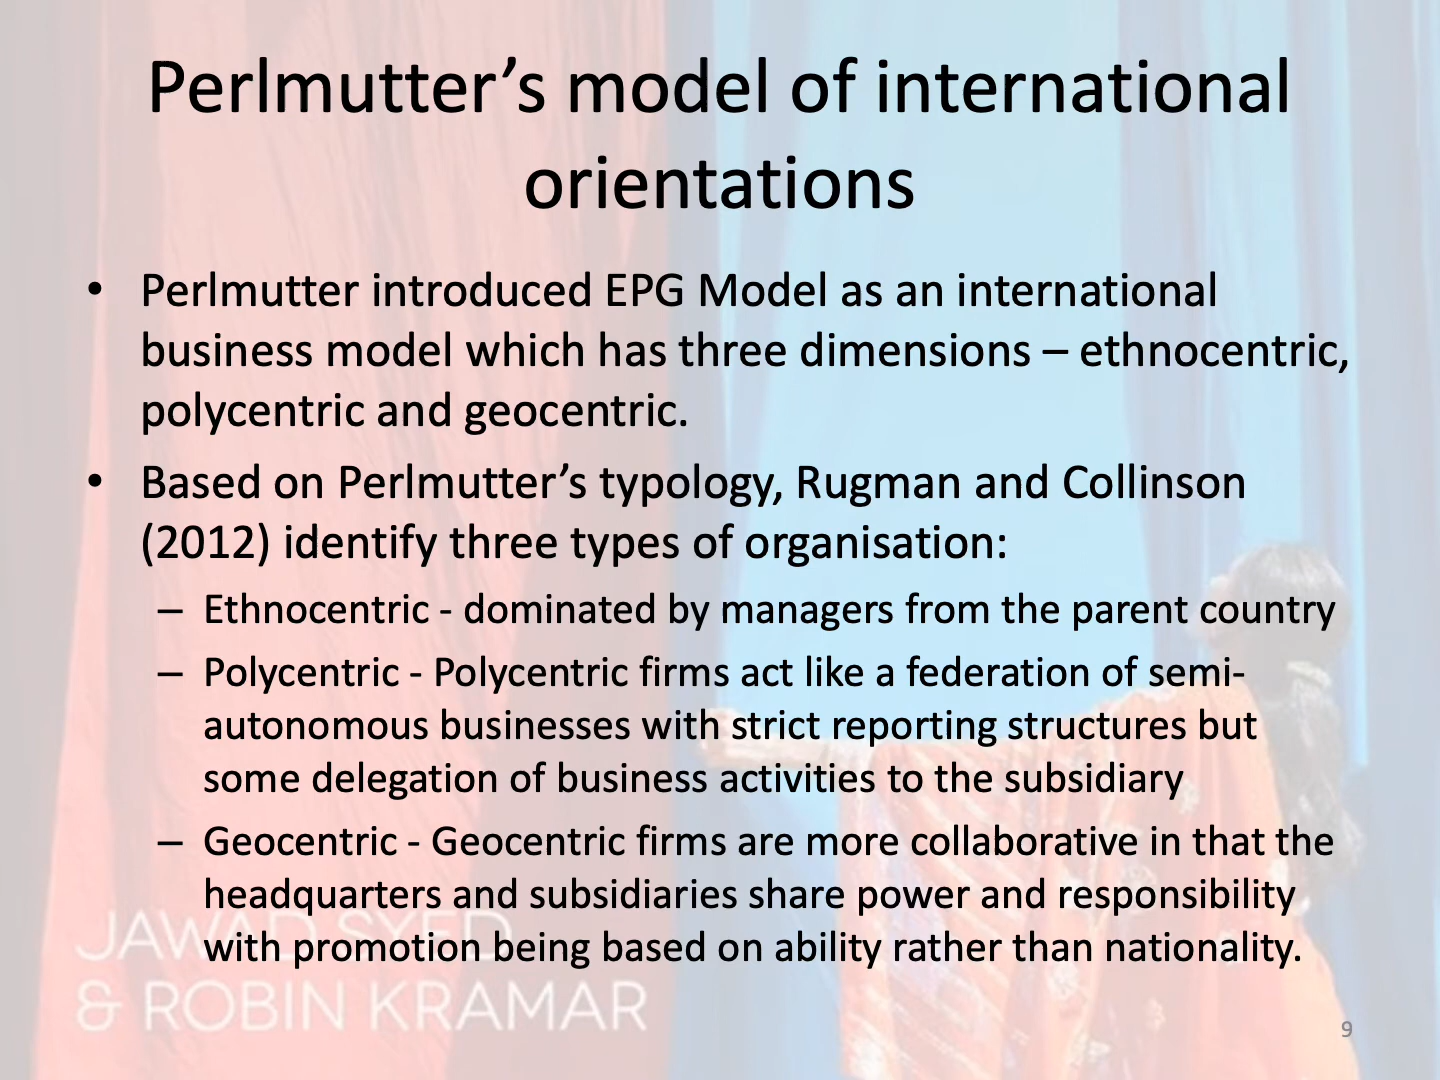 Perlmutter’s model of international
orientations
• Perlmutter introduced EPG Model as an international
business model which has three dimensions – ethnocentric,
polycentric and geocentric.
• Based on Perlmutter’s typology, Rugman and Collinson
(2012) identify three types of organisation:
– Ethnocentric - dominated by managers from the parent country
– Polycentric - Polycentric firms act like a federation of semi-
autonomous businesses with strict reporting structures but
some delegation of business activities to the subsidiary
– Geocentric - Geocentric firms are more collaborative in that the
headquarters and subsidiaries share power and responsibility
with promotion being based on ability rather than nationality.
JAWAD SYED
& ROBIN KRAMAR
9